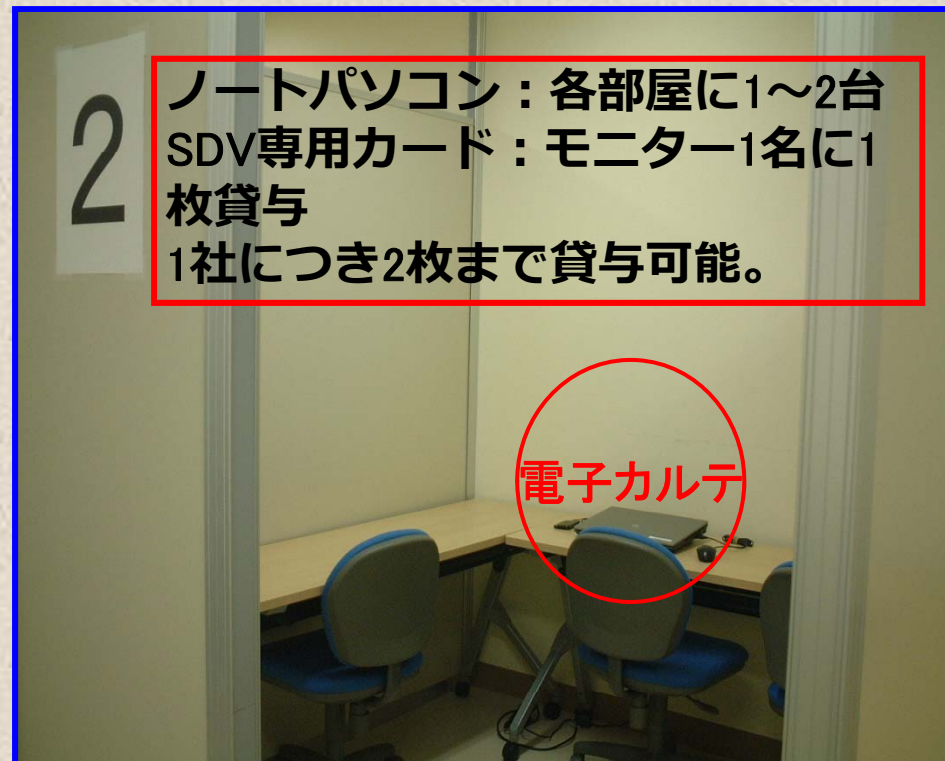 2
ノートパソコン：各部屋に1～2台
SDV専用カード：モニター1名に1
枚貸与
1社につき2枚まで貸与可能。
電子カルテ